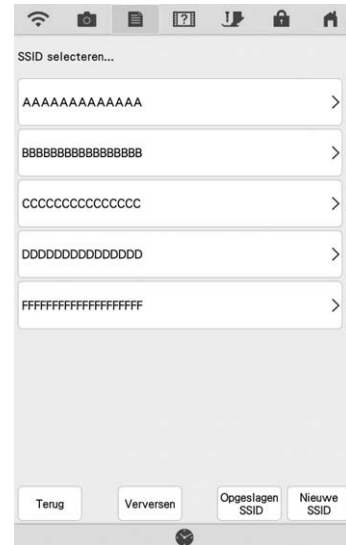 SSID selecteren...
AAAAAAAAAAAAA
BBBBBBBBBBBBBBBBB
CCCCCCCCCCCCCCC
DDDDDDDDDDDDDDD
FFFFFFFFFFFFFFFFFFFF
Terug
Verversen
Opgeslagen
SSID
Nieuwe
SSID